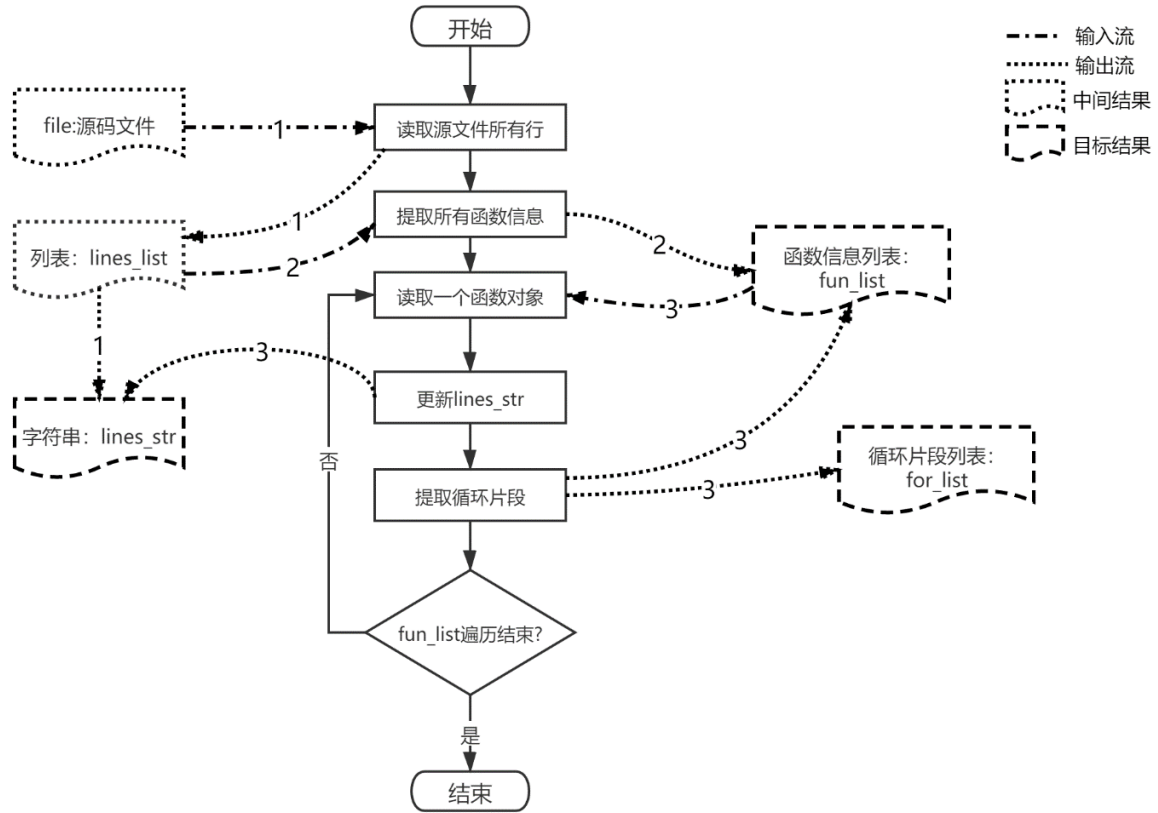 开始
输入流
输出流
中间结果
目标结果
file:源码文件
1
读取源文件所有行
1
提取所有函数信息
列表：lines_list
2
2
函数信息列表：
fun_list
读取一个函数对象
3
1
3
更新lines_str
字符串：lines_str
3
循环片段列表：
for_list
否
提取循环片段
3
fun_list遍历结束?
是
结束